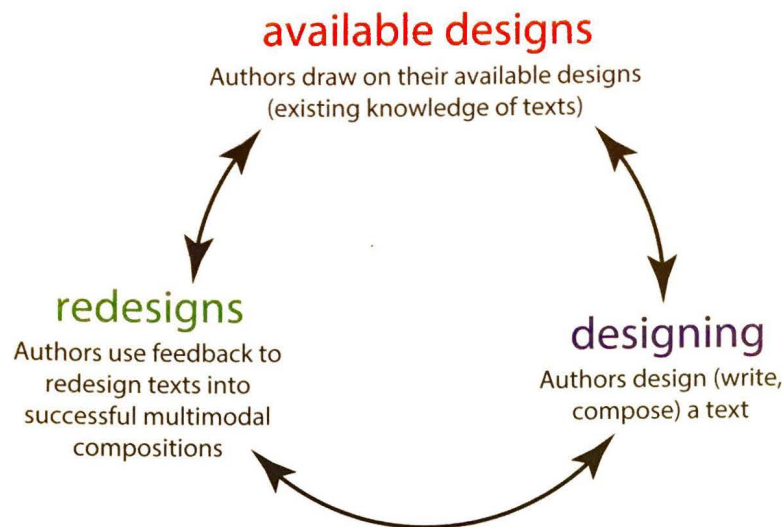 available designs
Authors draw on their available designs
(existing knowledge of texts)
redesigns
Authors use feedback to
redesign texts into
successful multimodal
compositions
designing
Authors design (write,
compose) a text